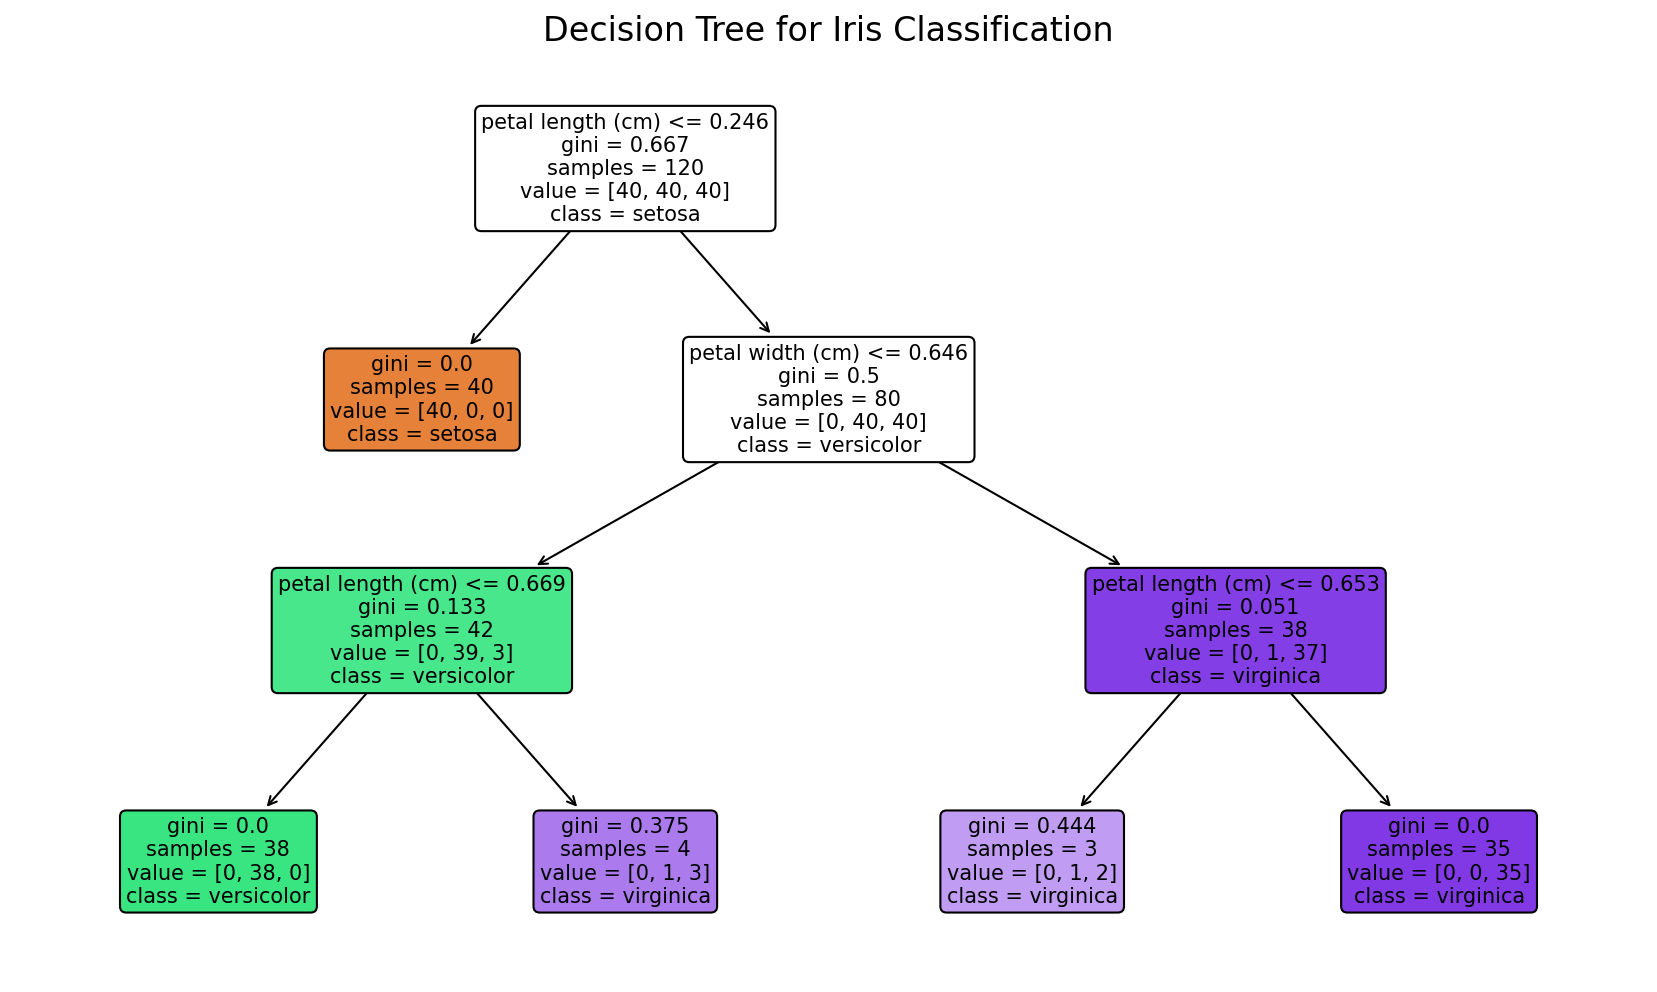 Decision Tree for Iris Classification
petal length (cm) <= 0.246
gini = 0.667
samples = 120
value = [40, 40, 40]
class = setosa
gini = 0.0
samples = 40
value = [40, 0, 0]
class = setosa
petal width (cm) <= 0.646
gini = 0.5
samples = 80
value = [0, 40, 40]
class = versicolor
petal length (cm) <= 0.669
gini = 0.133
samples = 42
value = [0, 39, 3]
class = versicolor
petal length (cm) <= 0.653
gini = 0.051
samples = 38
value = [0, 1, 37]
class = virginica
gini = 0.0
samples = 38
value = [0, 38, 0]
class = versicolor
gini = 0.375
samples = 4
value = [0, 1, 3]
class = virginica
gini = 0.444
samples = 3
value = [0, 1, 2]
class = virginica
gini = 0.0
samples = 35
value = [0, 0, 35]
class = virginica